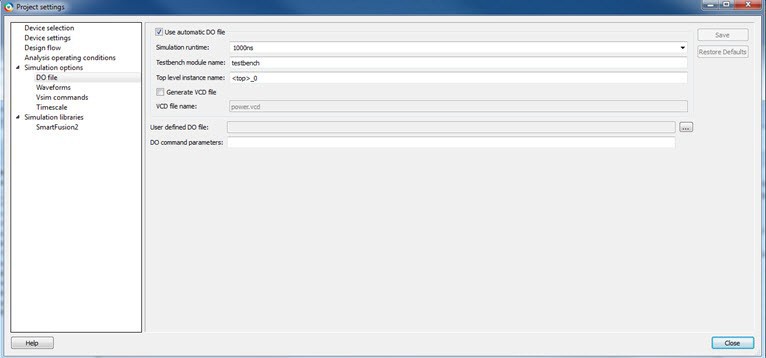 Project settings
Device selection
Device settings
Design flow
Analysis operating conditions
Simulation options
DO file
Waveforms
Vsim commands
Timescale
Simulation libraries
SmartFusion2
Use automatic DO file
Simulation runtime: 1000ns
Testbench module name: testbench
Top level instance name: <top>_0
Generate VCD file
VCD file name: power.vcd
User defined DO file: ...
DO command parameters:
Save
Restore Defaults
Help
Close